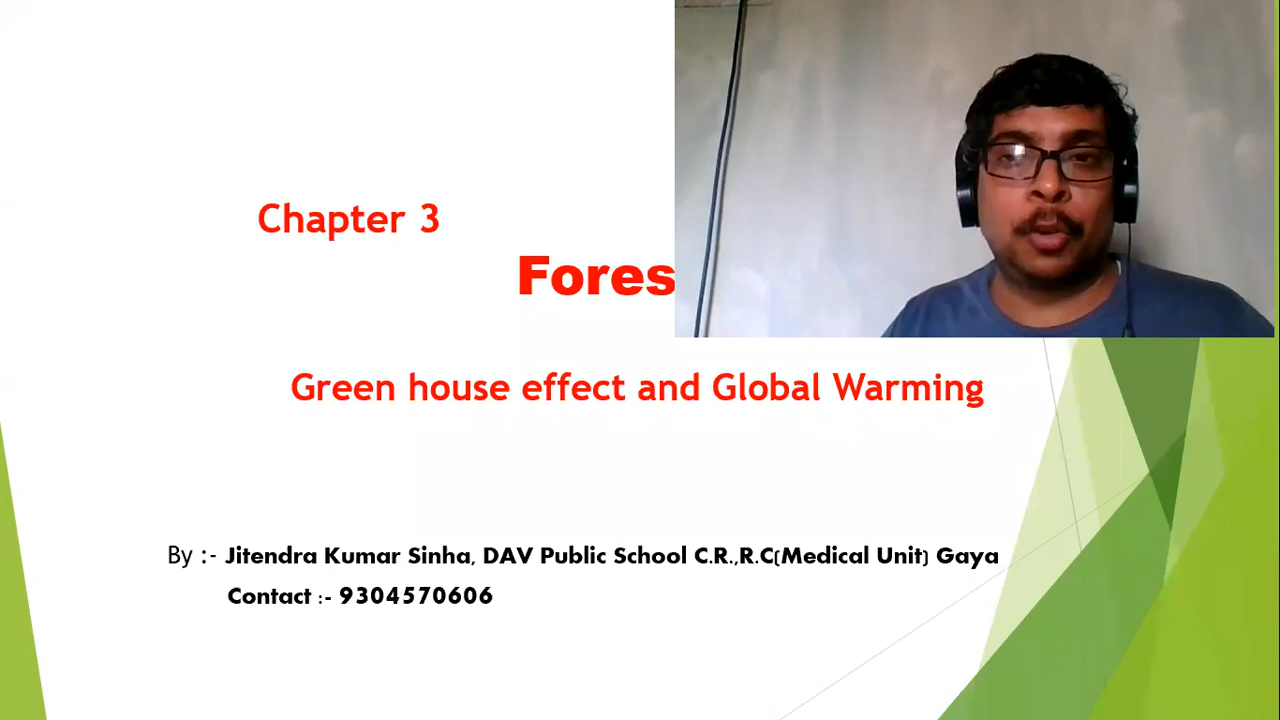 Chapter 3
Fores
Green house effect and Global Warming
By :- Jitendra Kumar Sinha, DAV Public School C.R.,R.C(Medical Unit) Gaya
Contact :- 9304570606